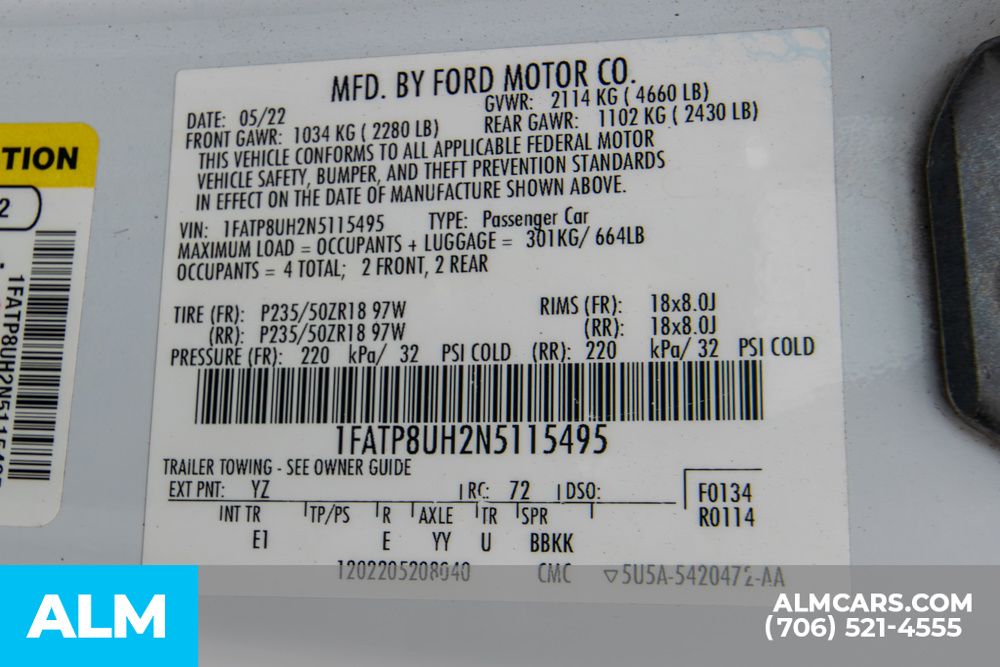 MFD. BY FORD MOTOR CO.
DATE: 05/22 GVWR: 2114 KG ( 4660 LB)
FRONT GAWR: 1034 KG ( 2280 LB) REAR GAWR: 1102 KG ( 2430 LB)
THIS VEHICLE CONFORMS TO ALL APPLICABLE FEDERAL MOTOR
VEHICLE SAFETY, BUMPER, AND THEFT PREVENTION STANDARDS
IN EFFECT ON THE DATE OF MANUFACTURE SHOWN ABOVE.
VIN: 1FATP8UH2N5115495 TYPE: Passenger Car
MAXIMUM LOAD = OCCUPANTS + LUGGAGE = 301KG/ 664LB
OCCUPANTS = 4 TOTAL; 2 FRONT, 2 REAR
TIRE (FR): P235/50ZR18 97W RIMS (FR): 18x8.0J
(RR): P235/50ZR18 97W (RR): 18x8.0J
PRESSURE (FR): 220 kPa/ 32 PSI COLD (RR): 220 kPa/ 32 PSI COLD
1FATP8UH2N5115495
TRAILER TOWING - SEE OWNER GUIDE
EXT PNT: YZ RC: 72 DSO: F0134
INT TR TP/PS R AXLE TR SPR R0114
E1 E YY U BBKK
1202205208040 CMC ▽5U5A-5420472-AA
TION
2
1FATP8UH2N5115495
ALM
ALMCARS.COM
(706) 521-4555